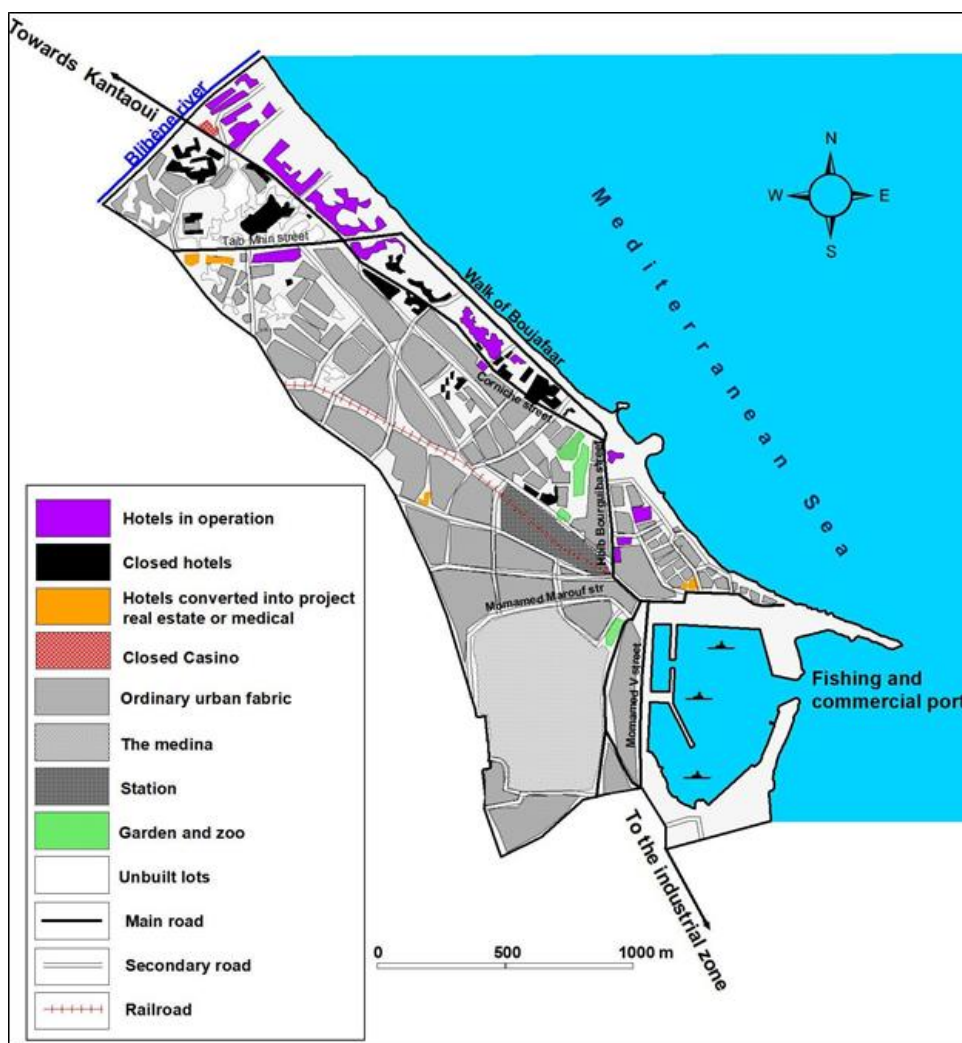 Towards Kantaoui
Blibène river
N
W
E
S
Taib Mhiri street
Mediterranean Sea
Walk of Boujafaar
Corniche street
Habib Bourguiba street
Momamed Marouf str
Momamed V street
Fishing and
commercial port
To the industrial zone
Hotels in operation
Closed hotels
Hotels converted into project
real estate or medical
Closed Casino
Ordinary urban fabric
The medina
Station
Garden and zoo
Unbuilt lots
Main road
Secondary road
Railroad
0 500 1000 m